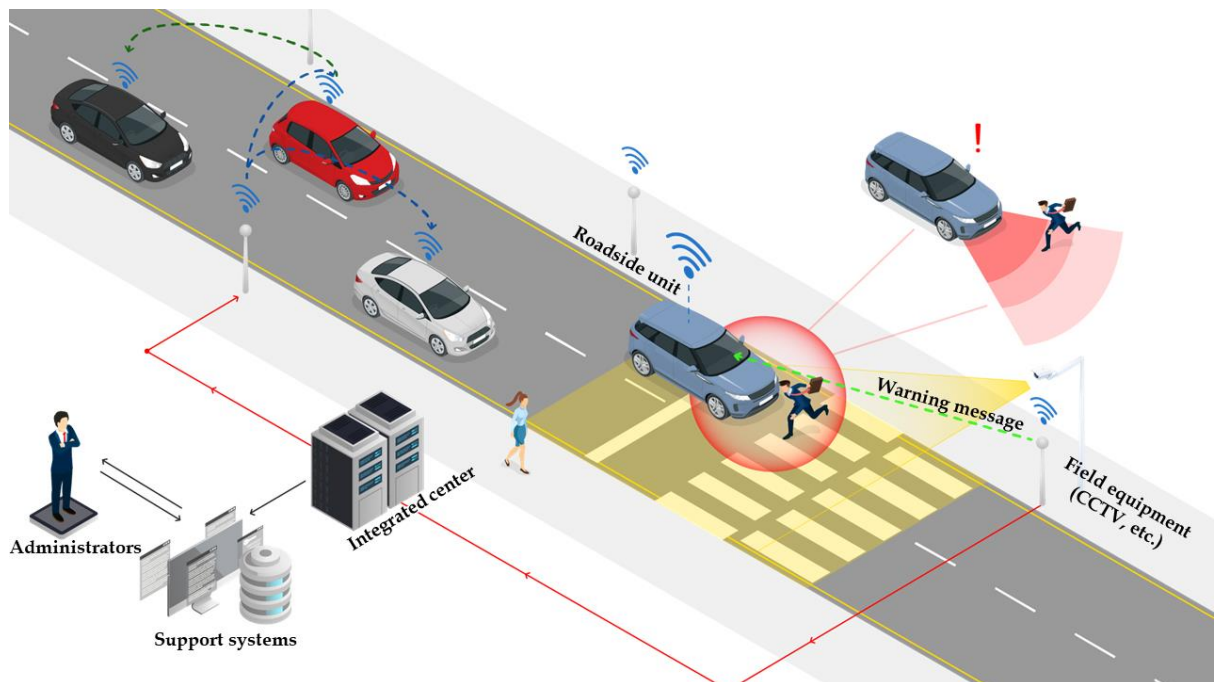 !
Roadside unit
Warning message
Field equipment
(CCTV, etc.)
Integrated center
Administrators
Support systems